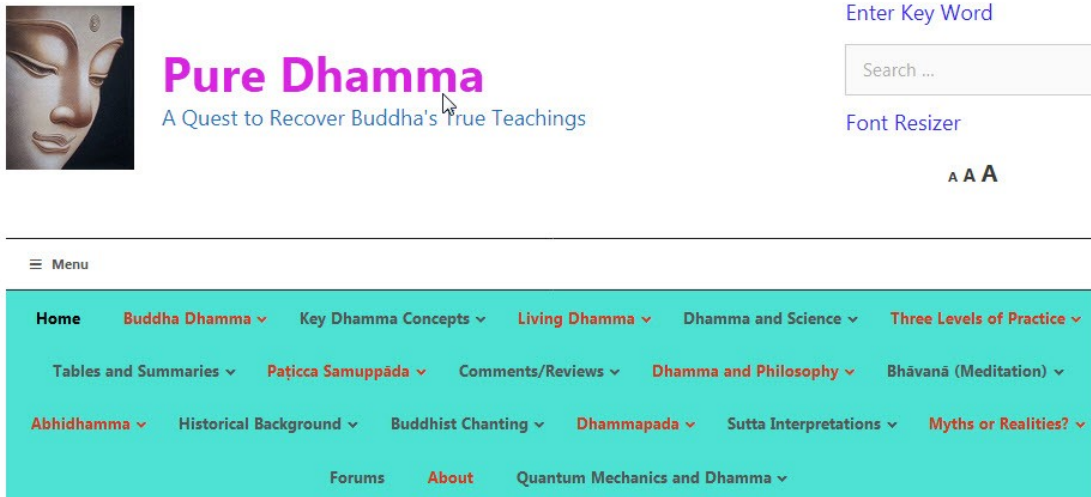 Enter Key Word
Pure Dhamma
Search ...
A Quest to Recover Buddha's True Teachings
Font Resizer
A A A
☰ Menu
Home Buddha Dhamma Key Dhamma Concepts Living Dhamma Dhamma and Science Three Levels of Practice
Tables and Summaries Paṭicca Samuppāda Comments/Reviews Dhamma and Philosophy Bhāvanā (Meditation)
Abhidhamma Historical Background Buddhist Chanting Dhammapada Sutta Interpretations Myths or Realities?
Forums About Quantum Mechanics and Dhamma